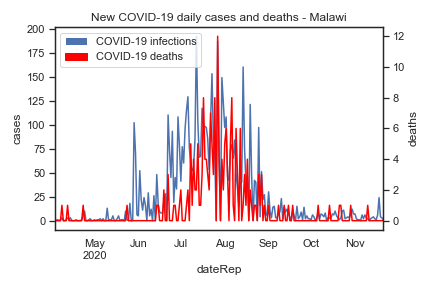 New COVID-19 daily cases and deaths - Malawi
COVID-19 infections
COVID-19 deaths
200
175
150
125
100
75
50
25
0
cases
12
10
8
6
4
2
0
deaths
May Jun Jul Aug Sep Oct Nov
2020
dateRep